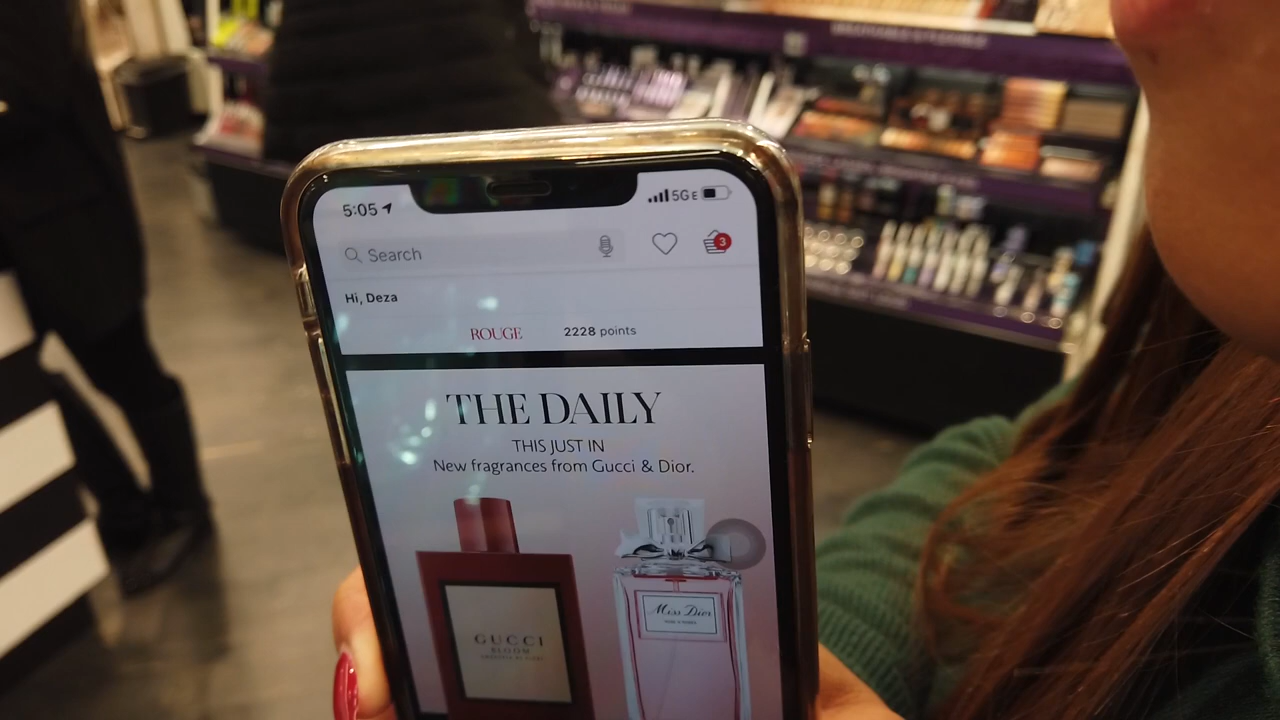 5:05
5GE
Search
3
Hi, Deza
ROUGE 2228 points
THE DAILY
THIS JUST IN
New fragrances from Gucci & Dior.
GUCCI
BLOOM
Miss Dior